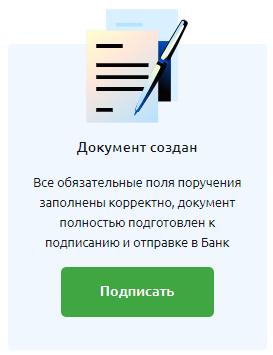 Документ создан
Все обязательные поля поручения
заполнены корректно, документ
полностью подготовлен к
подписанию и отправке в Банк
Подписать